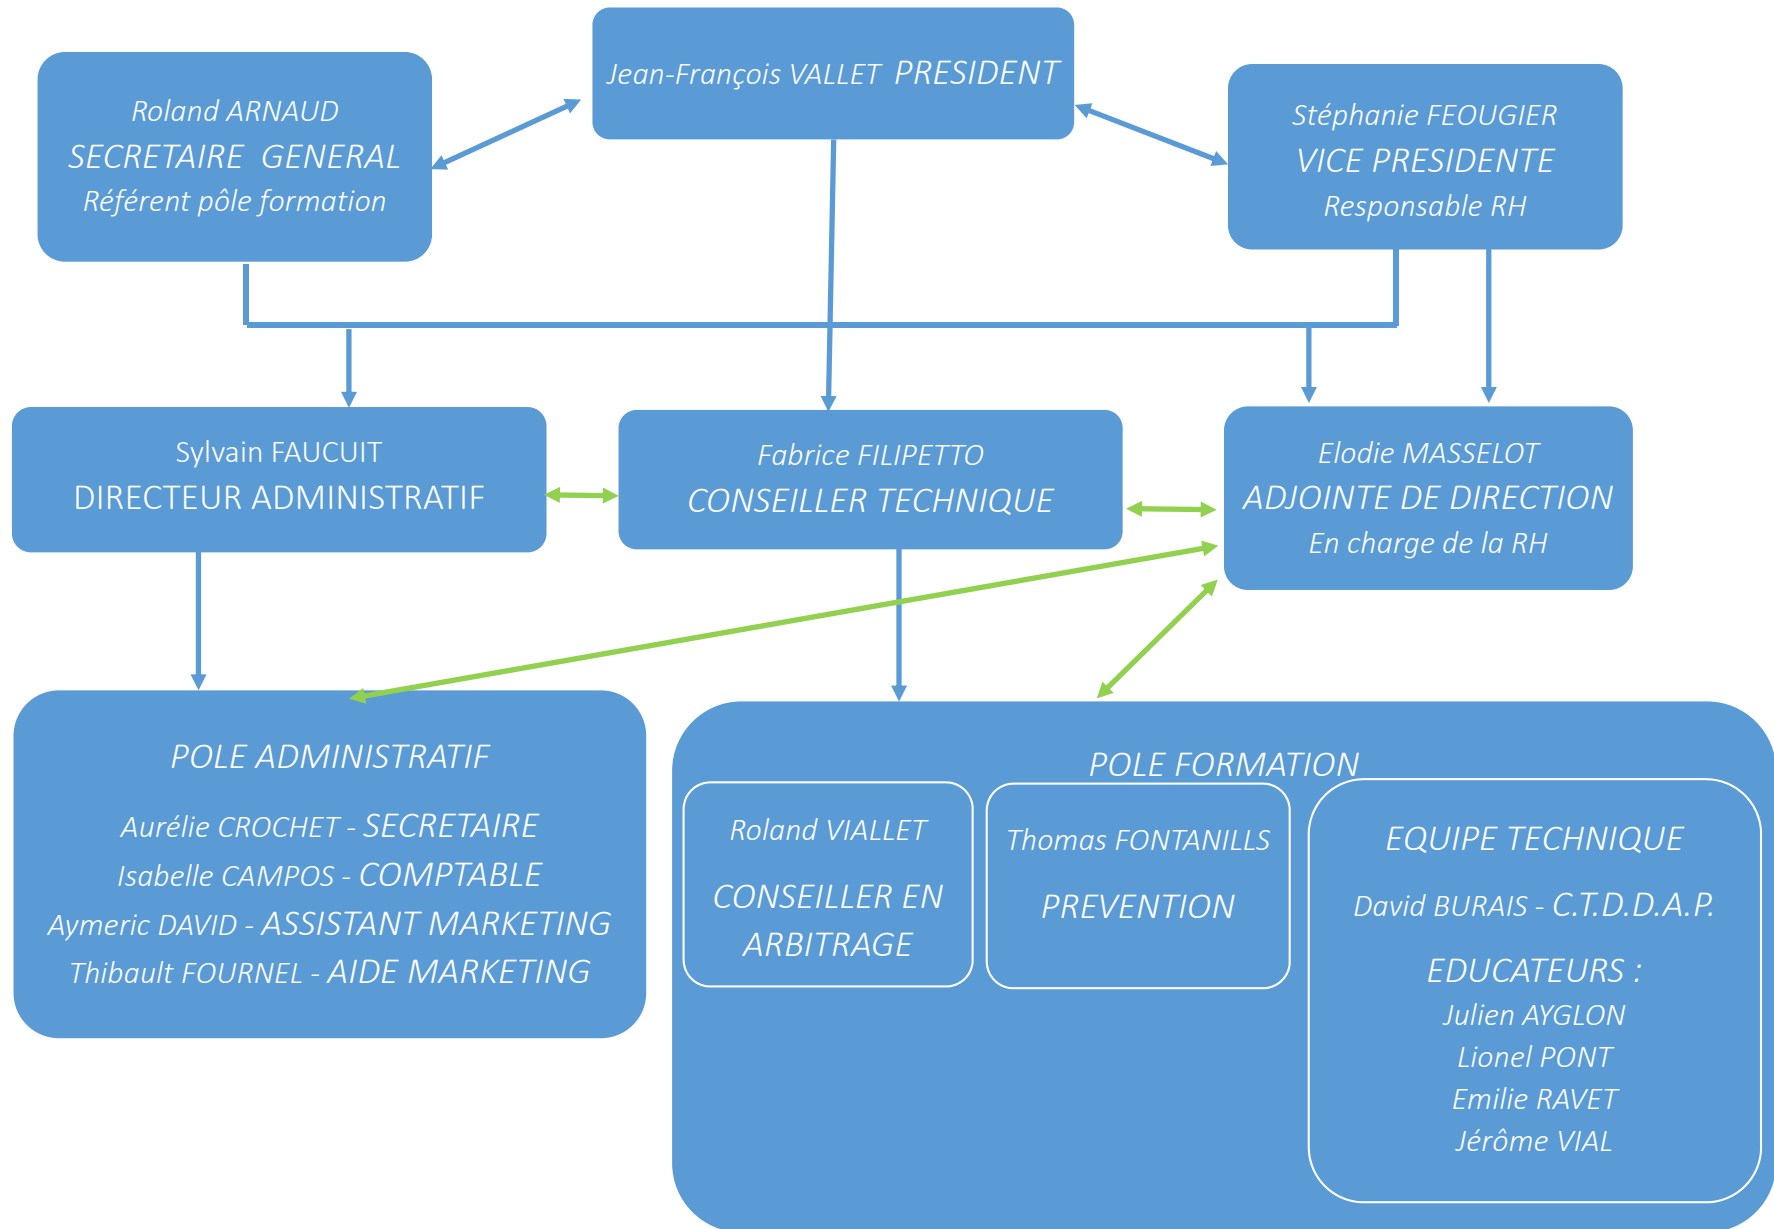 Jean-François VALLET PRESIDENT
Roland ARNAUD
SECRETAIRE GENERAL
Référent pôle formation
Stéphanie FEOUGIER
VICE PRESIDENTE
Responsable RH
Sylvain FAUCUIT
DIRECTEUR ADMINISTRATIF
Fabrice FILIPETTO
CONSEILLER TECHNIQUE
Elodie MASSELOT
ADJOINTE DE DIRECTION
En charge de la RH
POLE ADMINISTRATIF
Aurélie CROCHET - SECRETAIRE
Isabelle CAMPOS - COMPTABLE
Aymeric DAVID - ASSISTANT MARKETING
Thibault FOURNEL - AIDE MARKETING
POLE FORMATION
Roland VIALLET
CONSEILLER EN
ARBITRAGE
Thomas FONTANILLS
PREVENTION
EQUIPE TECHNIQUE
David BURAIS - C.T.D.D.A.P.
EDUCATEURS :
Julien AYGLON
Lionel PONT
Emilie RAVET
Jérôme VIAL